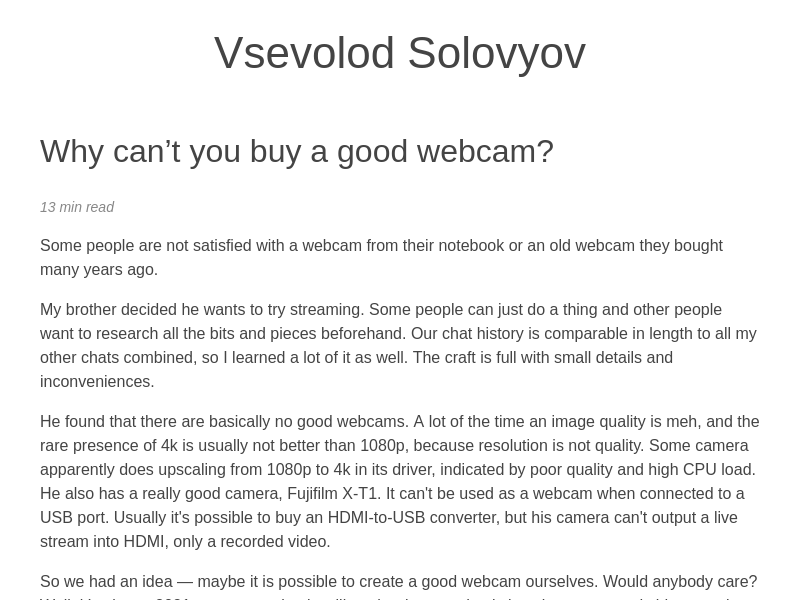 Vsevolod Solovyov
Why can’t you buy a good webcam?
13 min read
Some people are not satisfied with a webcam from their notebook or an old webcam they bought
many years ago.
My brother decided he wants to try streaming. Some people can just do a thing and other people
want to research all the bits and pieces beforehand. Our chat history is comparable in length to all my
other chats combined, so I learned a lot of it as well. The craft is full with small details and
inconveniences.
He found that there are basically no good webcams. A lot of the time an image quality is meh, and the
rare presence of 4k is usually not better than 1080p, because resolution is not quality. Some camera
apparently does upscaling from 1080p to 4k in its driver, indicated by poor quality and high CPU load.
He also has a really good camera, Fujifilm X-T1. It can't be used as a webcam when connected to a
USB port. Usually it's possible to buy an HDMI-to-USB converter, but his camera can't output a live
stream into HDMI, only a recorded video.
So we had an idea — maybe it is possible to create a good webcam ourselves. Would anybody care?